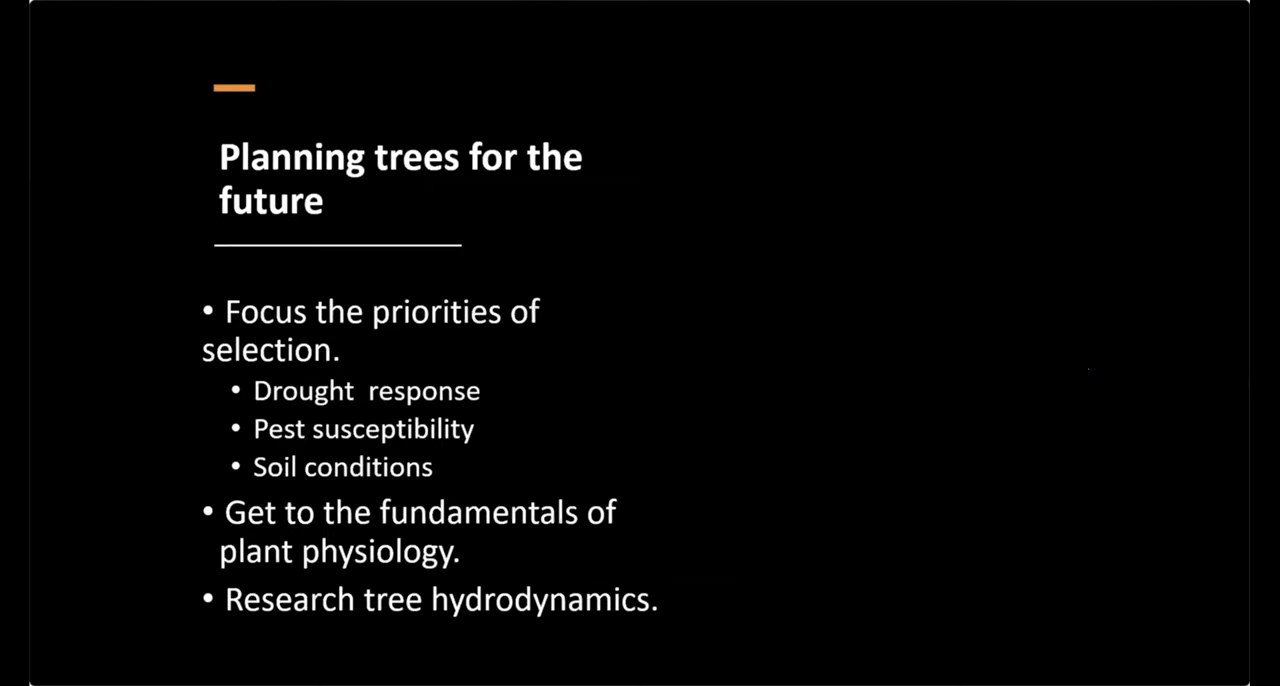 Planning trees for the
future
• Focus the priorities of
selection.
• Drought  response
• Pest susceptibility
• Soil conditions
• Get to the fundamentals of
plant physiology.
• Research tree hydrodynamics.